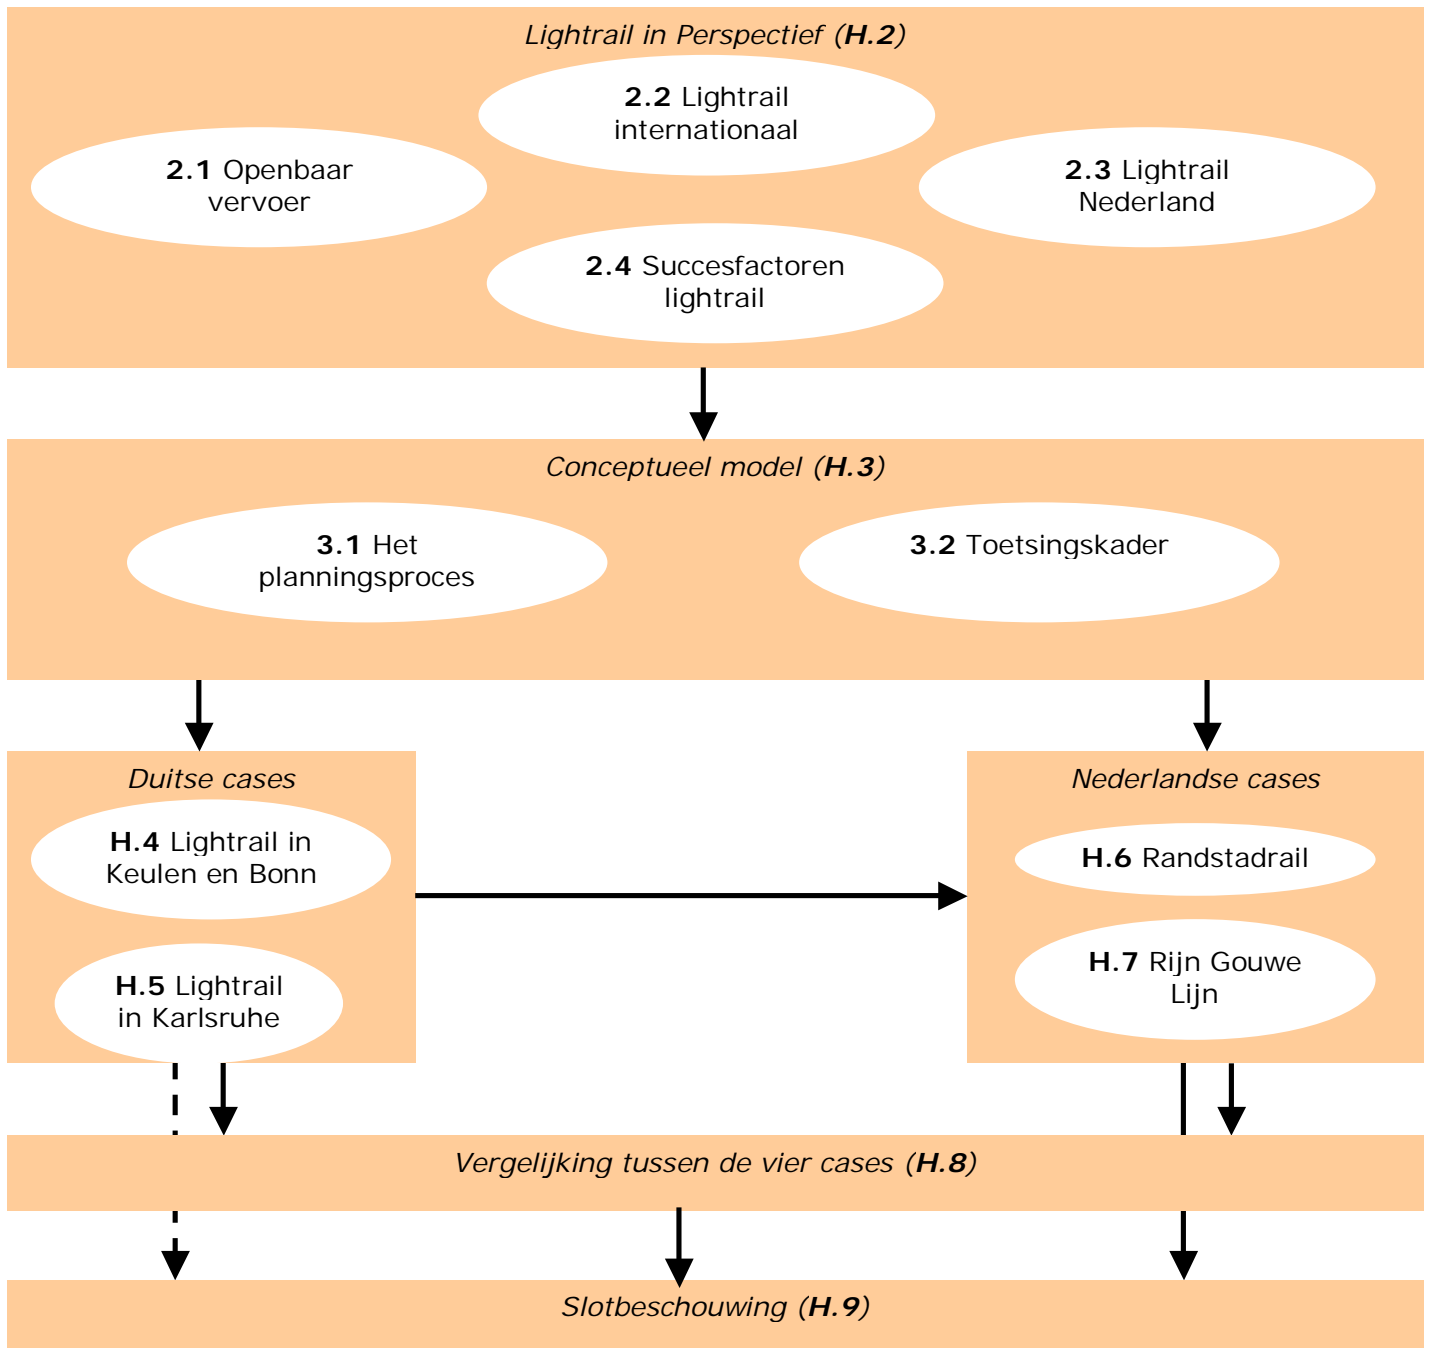 Lightrail in Perspectief (H.2)
2.2 Lightrail
internationaal
2.1 Openbaar
vervoer
2.3 Lightrail
Nederland
2.4 Succesfactoren
lightrail
Conceptueel model (H.3)
3.1 Het
planningsproces
3.2 Toetsingskader
Duitse cases
H.4 Lightrail in
Keulen en Bonn
H.5 Lightrail
in Karlsruhe
Nederlandse cases
H.6 Randstadrail
H.7 Rijn Gouwe
Lijn
Vergelijking tussen de vier cases (H.8)
Slotbeschouwing (H.9)